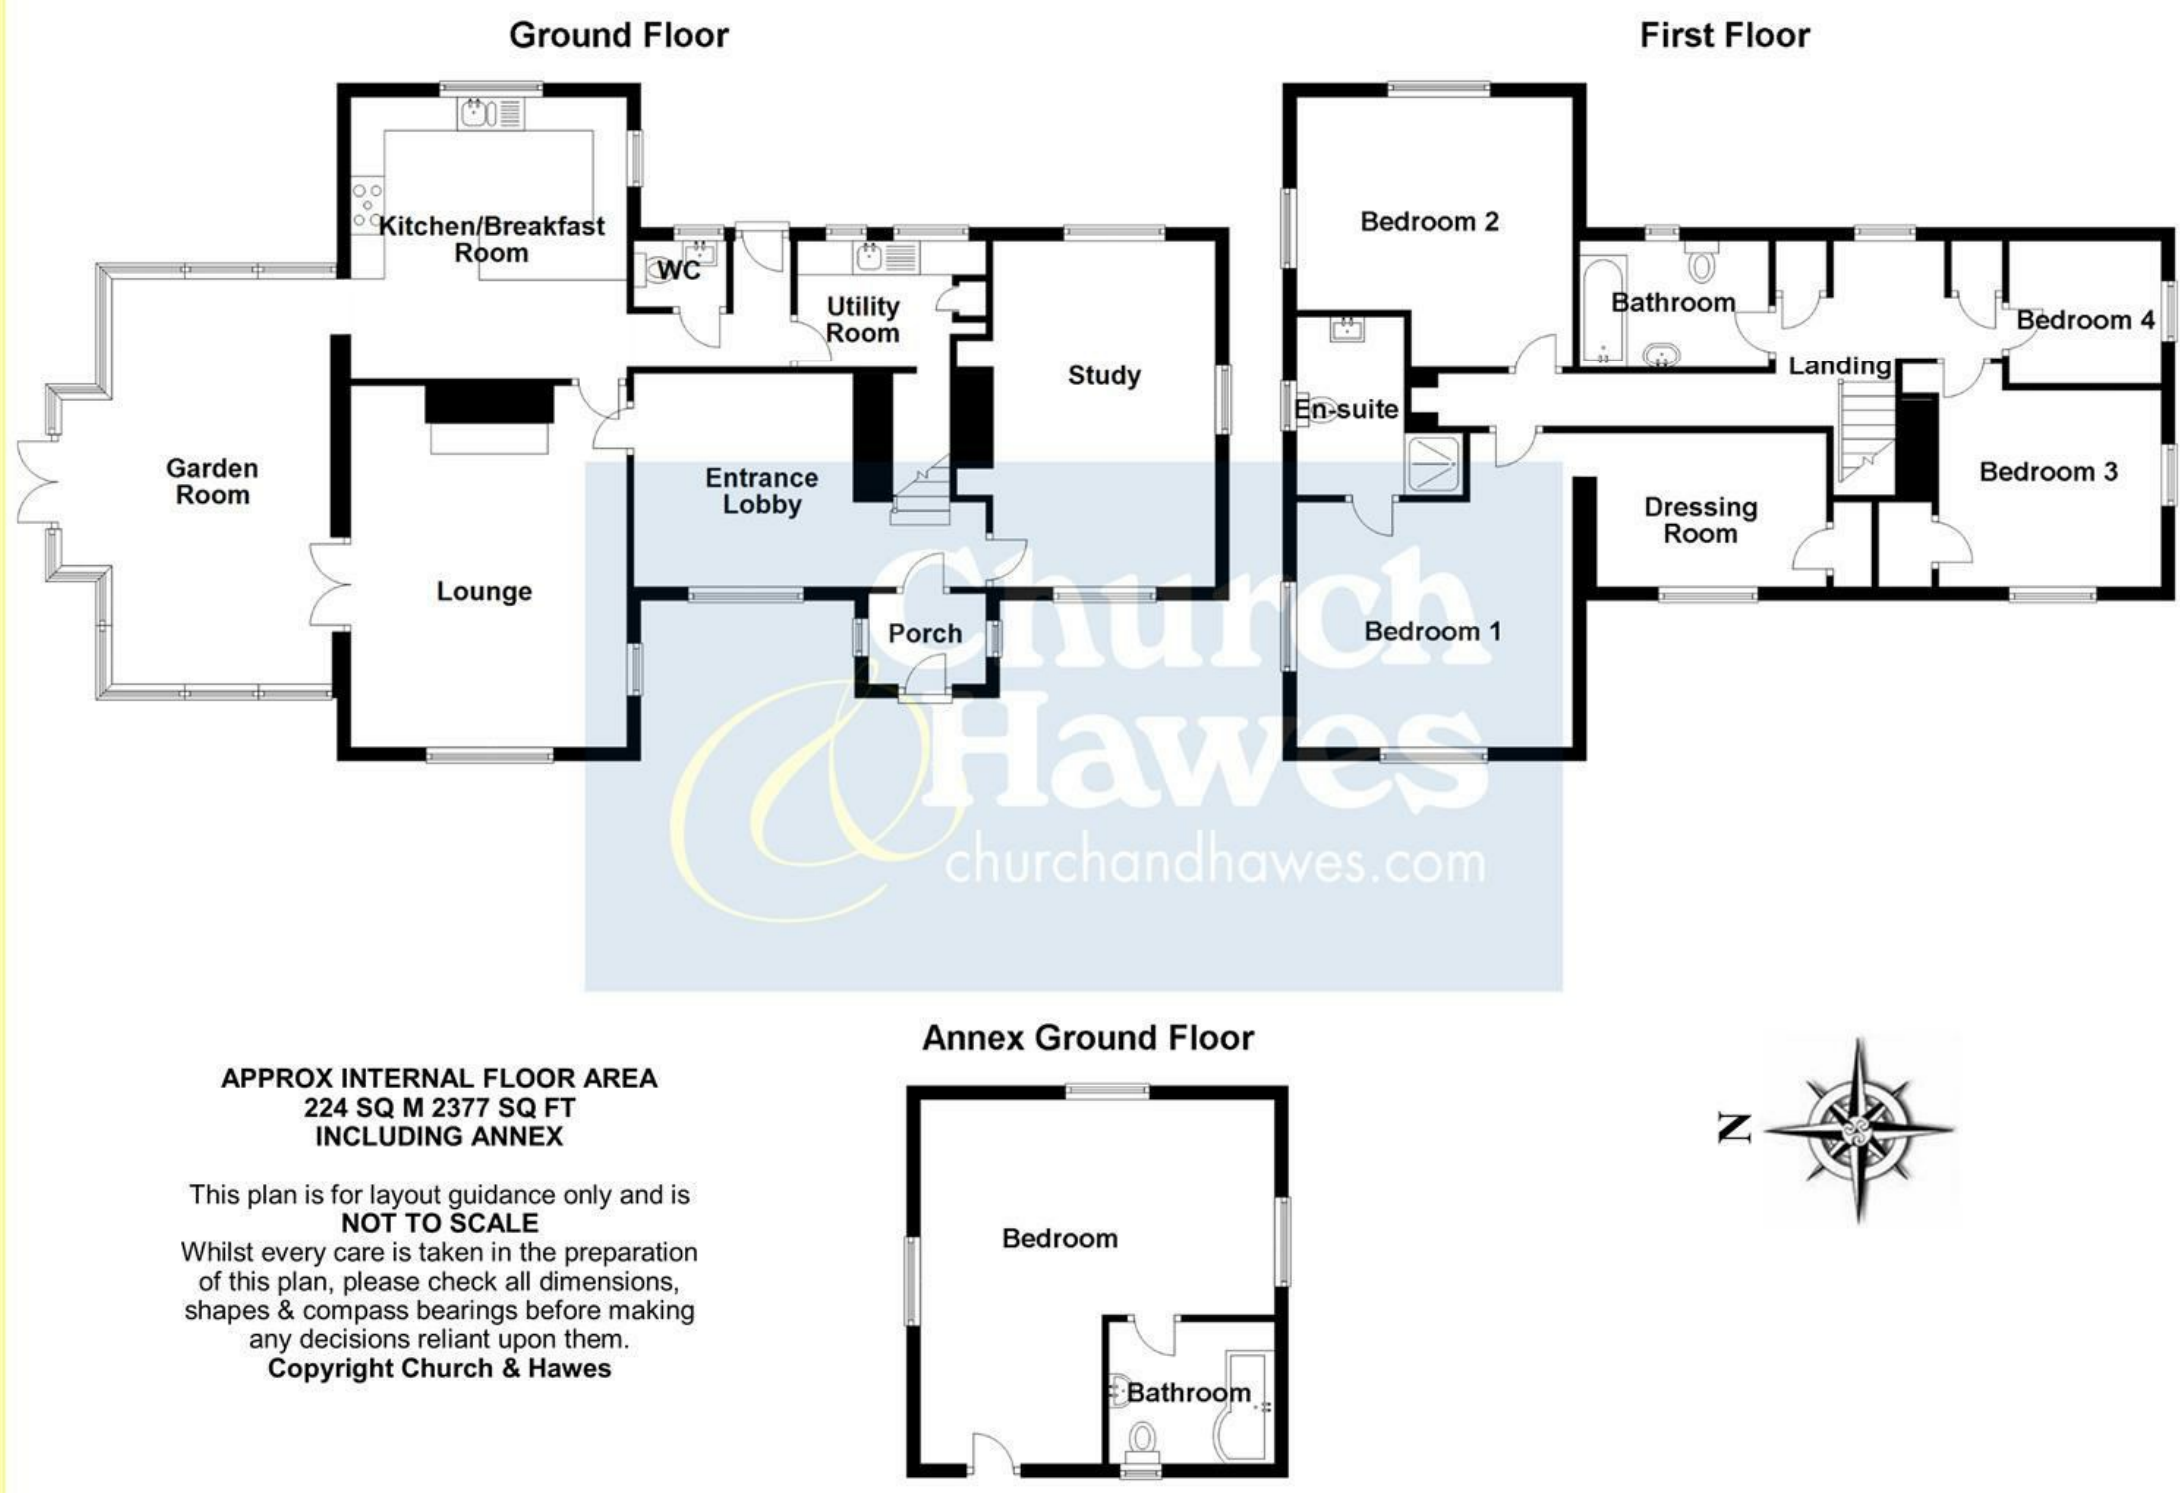 Ground Floor
First Floor
Kitchen/Breakfast
Room
WC
Utility
Room
Study
Garden
Room
Entrance
Lobby
Lounge
Porch
Bedroom 2
Bathroom
Bedroom 4
Landing
En-suite
Bedroom 3
Dressing
Room
Bedroom 1
Church
& Hawes
churchandhawes.com
Annex Ground Floor
Bedroom
Bathroom
APPROX INTERNAL FLOOR AREA
224 SQ M 2377 SQ FT
INCLUDING ANNEX
This plan is for layout guidance only and is
NOT TO SCALE
Whilst every care is taken in the preparation
of this plan, please check all dimensions,
shapes & compass bearings before making
any decisions reliant upon them.
Copyright Church & Hawes
N